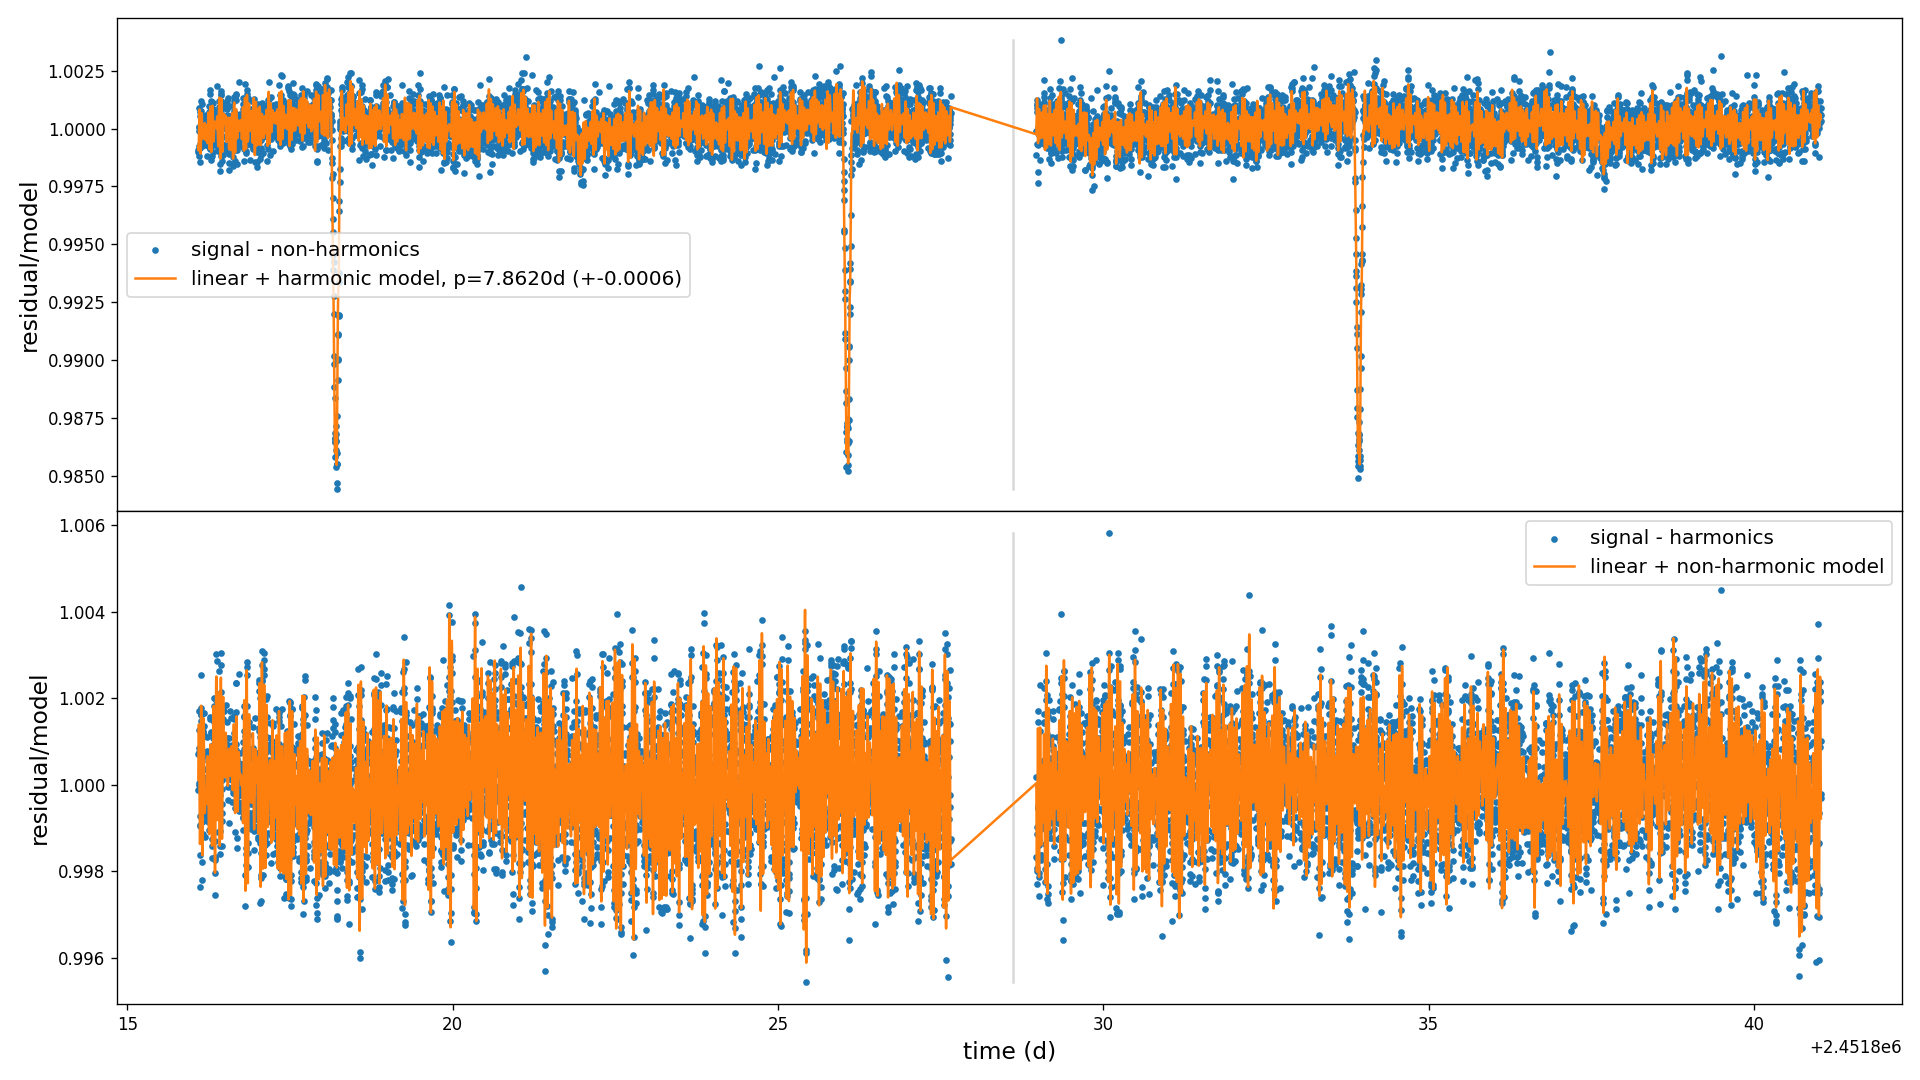 1.0025
1.0000
0.9975
0.9950
0.9925
0.9900
0.9875
0.9850
residual/model
signal - non-harmonics
linear + harmonic model, p=7.8620d (+-0.0006)
1.006
1.004
1.002
1.000
0.998
0.996
residual/model
signal - harmonics
linear + non-harmonic model
15 20 25 30 35 40
time (d)
+2.4518e6